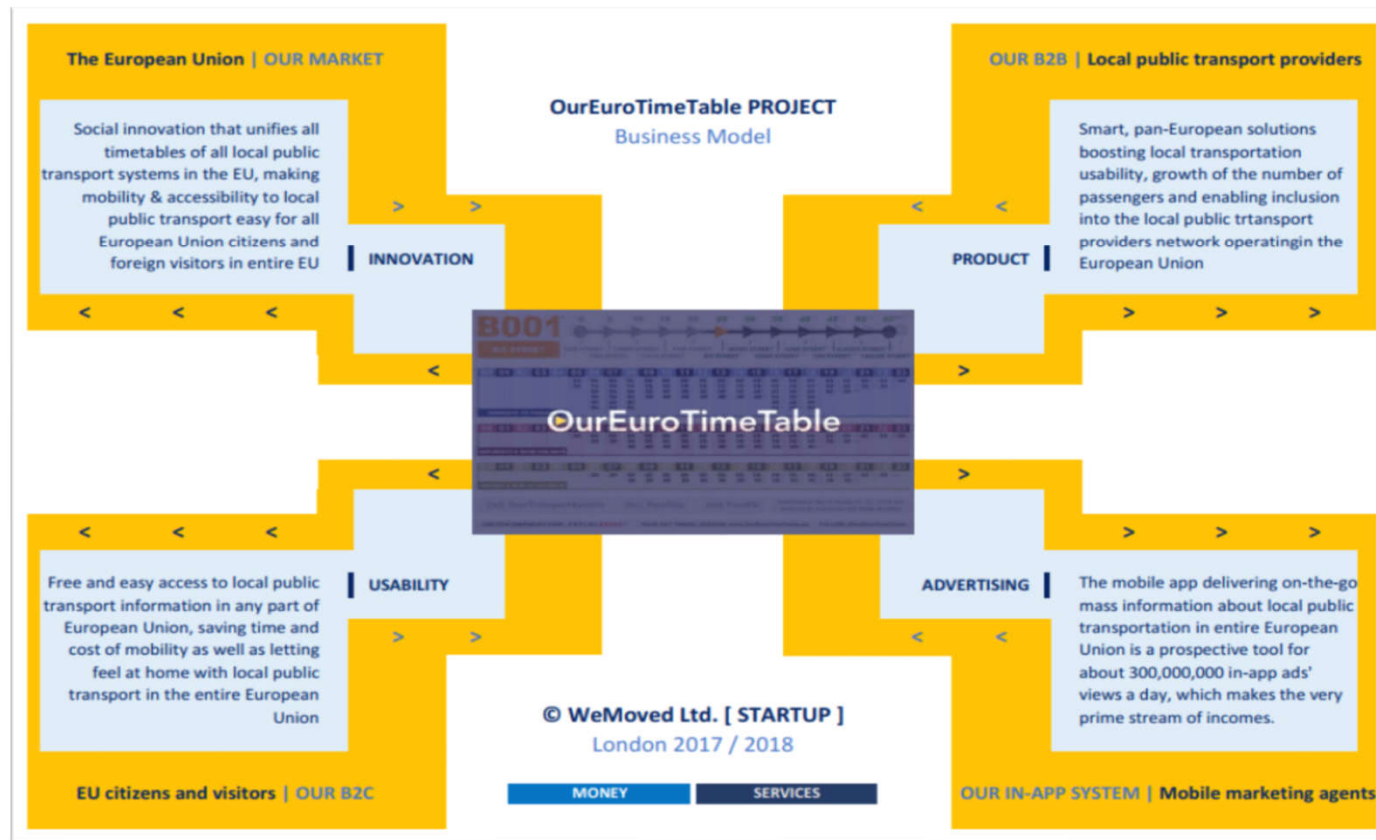 The European Union | OUR MARKET
Social innovation that unifies all
timetables of all local public
transport systems in the EU, making
mobility & accessibility to local
public transport easy for all
European Union citizens and
foreign visitors in entire EU
> >
INNOVATION
< < <
<
OurEuroTimeTable PROJECT
Business Model
OUR B2B | Local public transport providers
Smart, pan-European solutions
boosting local transportation
usability, growth of the number of
passengers and enabling inclusion
into the local public trtansport
providers network operatingin the
European Union
< <
PRODUCT
> > >
>
B001
OurEuroTimeTable
<
< < <
USABILITY
Free and easy access to local public
transport information in any part of
European Union, saving time and
cost of mobility as well as letting
feel at home with local public
transport in the entire European
Union
> >
EU citizens and visitors | OUR B2C
>
> > >
ADVERTISING
The mobile app delivering on-the-go
mass information about local public
transportation in entire European
Union is a prospective tool for
about 300,000,000 in-app ads'
views a day, which makes the very
prime stream of incomes.
< <
OUR IN-APP SYSTEM | Mobile marketing agents
© WeMoved Ltd. [ STARTUP ]
London 2017 / 2018
MONEY SERVICES